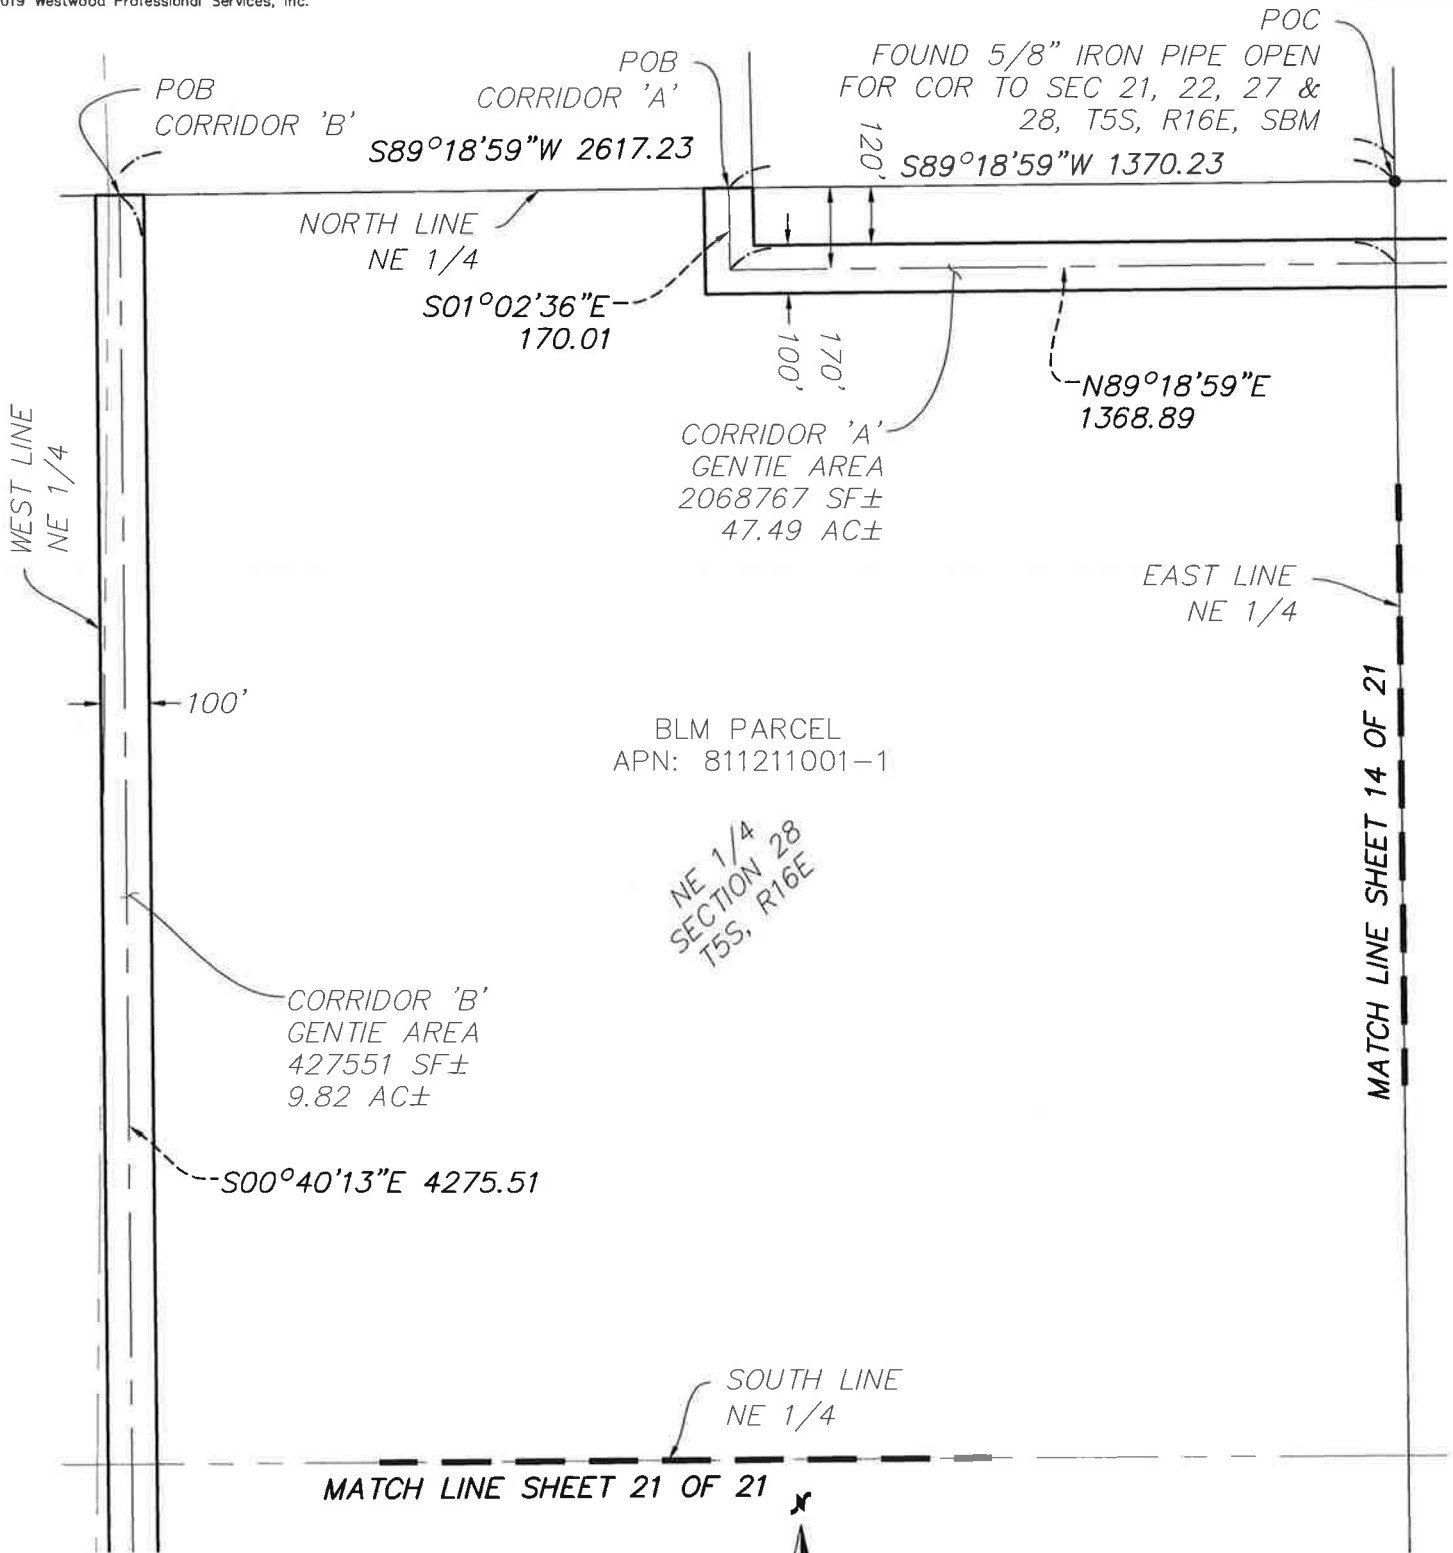 019 Westwood Professional Services, Inc.
POC
FOUND 5/8" IRON PIPE OPEN
FOR COR TO SEC 21, 22, 27 &
28, T5S, R16E, SBM
POB
CORRIDOR 'A'
POB
CORRIDOR 'B'
S89°18'59"W 2617.23
120'
S89°18'59"W 1370.23
NORTH LINE
NE 1/4
S01°02'36"E
170.01
100'
170'
N89°18'59"E
1368.89
WEST LINE
NE 1/4
CORRIDOR 'A'
GENTIE AREA
2068767 SF±
47.49 AC±
EAST LINE
NE 1/4
100'
BLM PARCEL
APN: 811211001-1
MATCH LINE SHEET 14 OF 21
NE 1/4
SECTION 28
T5S, R16E
CORRIDOR 'B'
GENTIE AREA
427551 SF±
9.82 AC±
S00°40'13"E 4275.51
SOUTH LINE
NE 1/4
MATCH LINE SHEET 21 OF 21
N